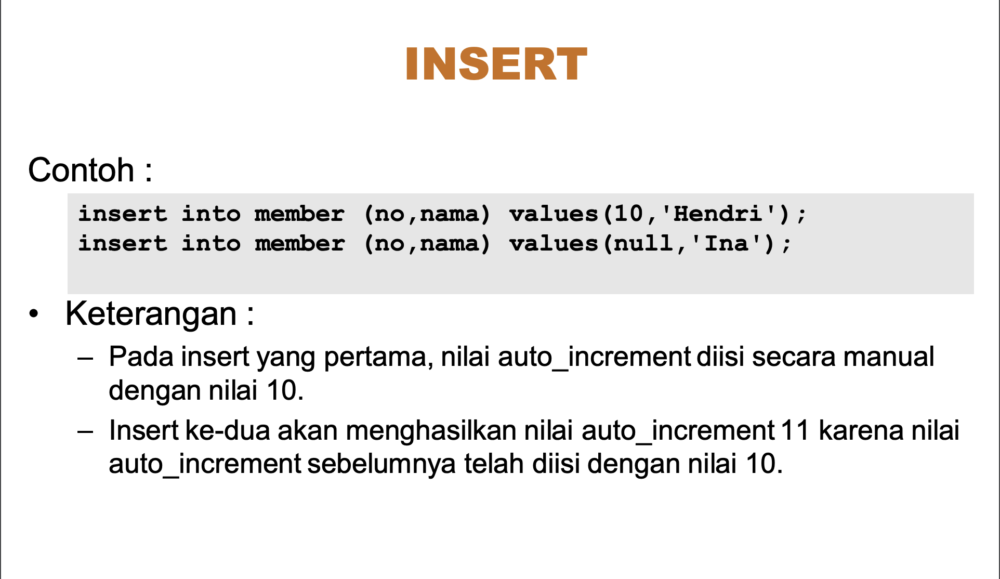 INSERT
Contoh :
insert into member (no,nama) values(10,'Hendri');
insert into member (no,nama) values(null,'Ina');
• Keterangan :
– Pada insert yang pertama, nilai auto_increment diisi secara manual
dengan nilai 10.
– Insert ke-dua akan menghasilkan nilai auto_increment 11 karena nilai
auto_increment sebelumnya telah diisi dengan nilai 10.